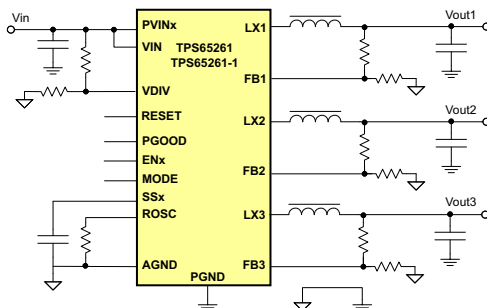 Vin
PVINx
VIN
TPS65261
TPS65261-1
LX1
Vout1
VDIV
FB1
RESET
LX2
Vout2
PGOOD
ENx
FB2
MODE
SSx
ROSC
LX3
Vout3
AGND
FB3
PGND